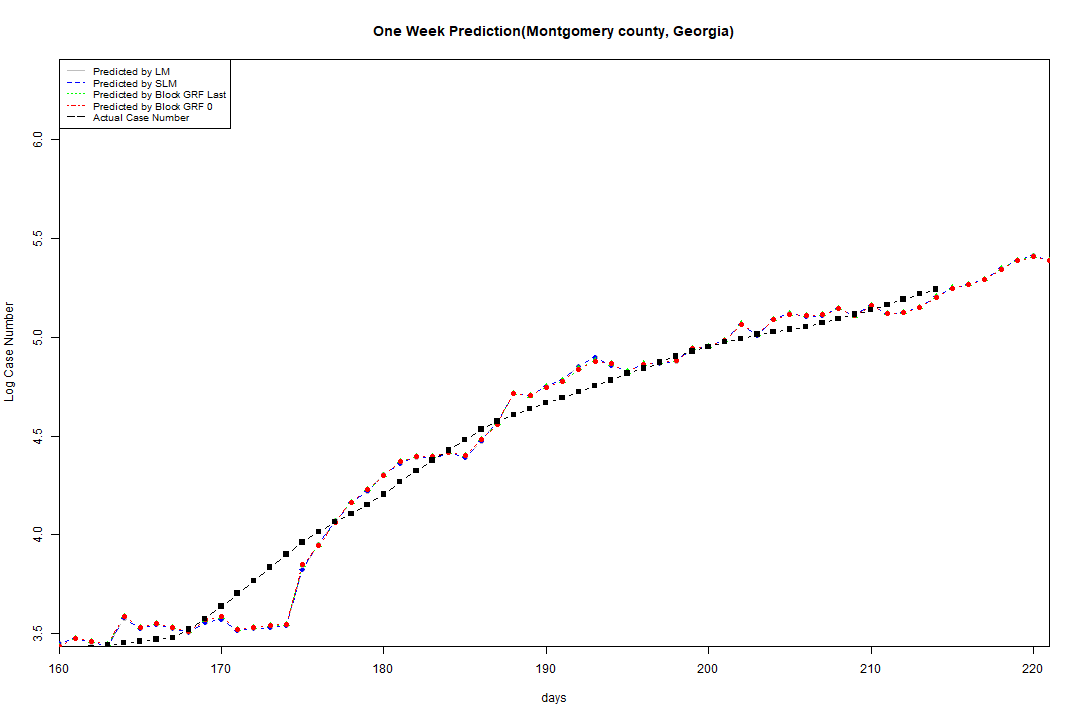 One Week Prediction(Montgomery county, Georgia)
Predicted by LM
Predicted by SLM
Predicted by Block GRF Last
Predicted by Block GRF 0
Actual Case Number
6.0
5.5
5.0
4.5
4.0
3.5
Log Case Number
160 170 180 190 200 210 220
days